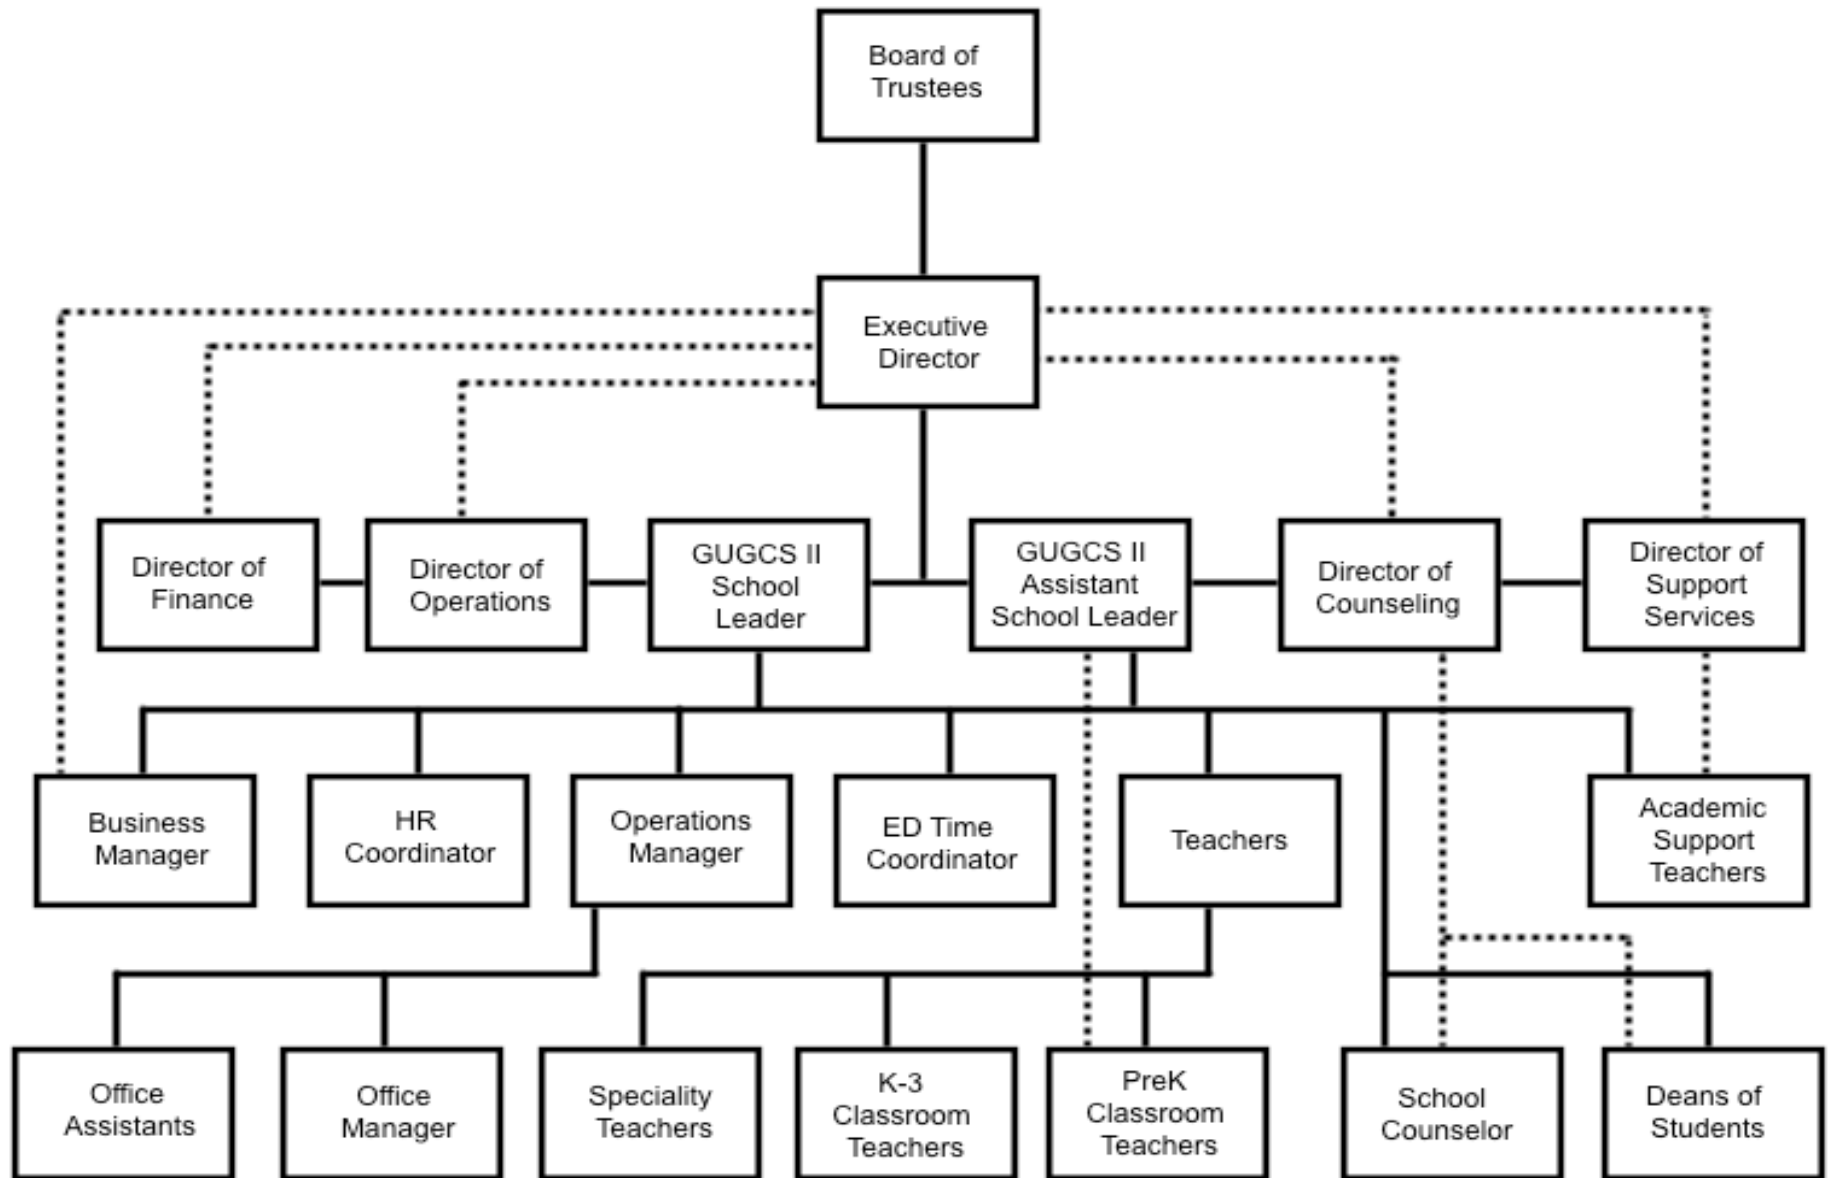 Board of
Trustees
Executive
Director
Director of
Finance
Director of
Operations
GUGCS II
School
Leader
GUGCS II
Assistant
School Leader
Director of
Counseling
Director of
Support
Services
Business
Manager
HR
Coordinator
Operations
Manager
ED Time
Coordinator
Teachers
Academic
Support
Teachers
Office
Assistants
Office
Manager
Speciality
Teachers
K-3
Classroom
Teachers
PreK
Classroom
Teachers
School
Counselor
Deans of
Students